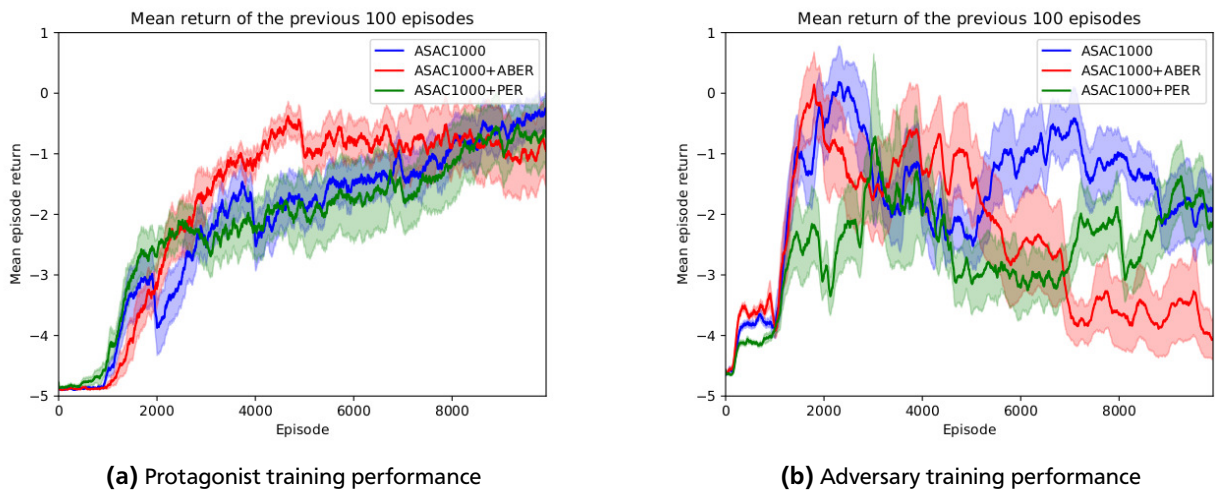 Mean return of the previous 100 episodes
1
0
−1
−2
−3
−4
−5
Mean episode return
ASAC1000
ASAC1000+ABER
ASAC1000+PER
0
2000
4000
6000
8000
Episode
(a) Protagonist training performance
Mean return of the previous 100 episodes
1
0
−1
−2
−3
−4
−5
Mean episode return
ASAC1000
ASAC1000+ABER
ASAC1000+PER
0
2000
4000
6000
8000
Episode
(b) Adversary training performance